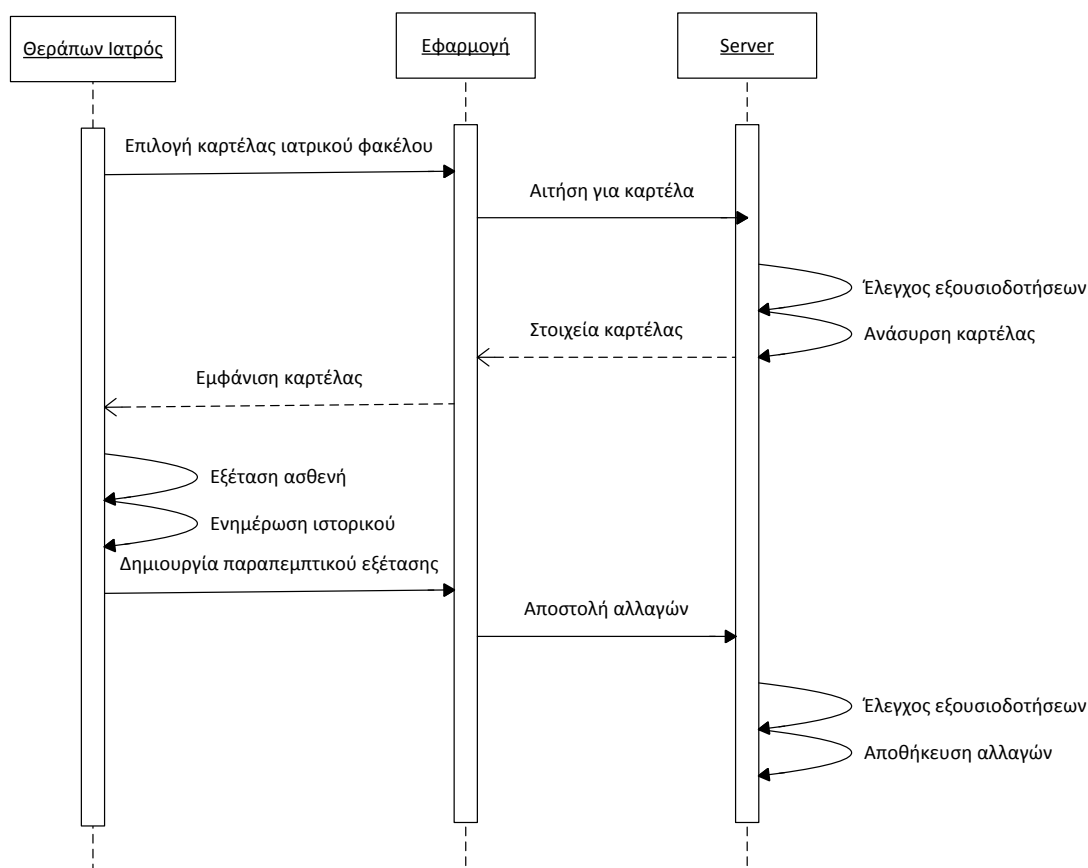 Θεράπων Ιατρός
Εφαρμογή
Server
Επιλογή καρτέλας ιατρικού φακέλου
Αιτήση για καρτέλα
Έλεγχος εξουσιοδοτήσεων
Στοιχεία καρτέλας
Ανάσυρση καρτέλας
Εμφάνιση καρτέλας
Εξέταση ασθενή
Ενημέρωση ιστορικού
Δημιουργία παραπεμπτικού εξέτασης
Αποστολή αλλαγών
Έλεγχος εξουσιοδοτήσεων
Αποθήκευση αλλαγών